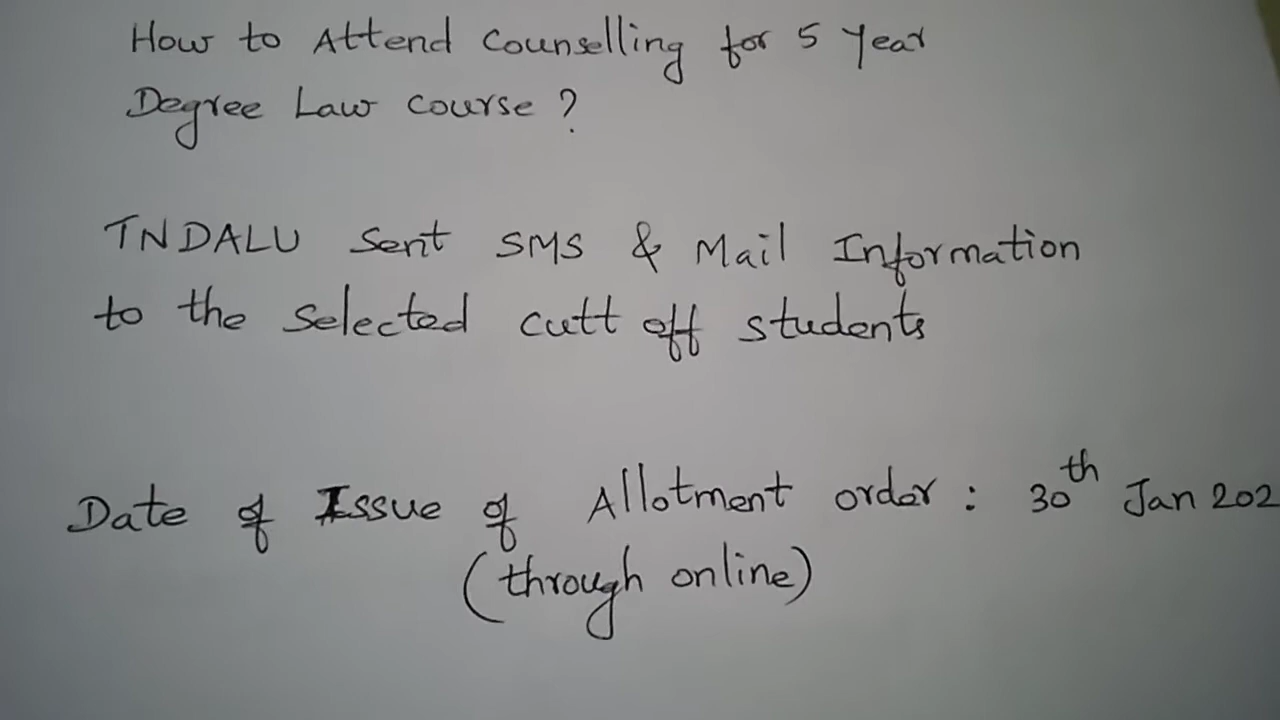 How to Attend Counselling for 5 Year
Degree Law Course ?
TNDALU Sent SMS & Mail Information
to the Selected cutt off students
Date of Issue of Allotment order : 30th Jan 202
(through online)